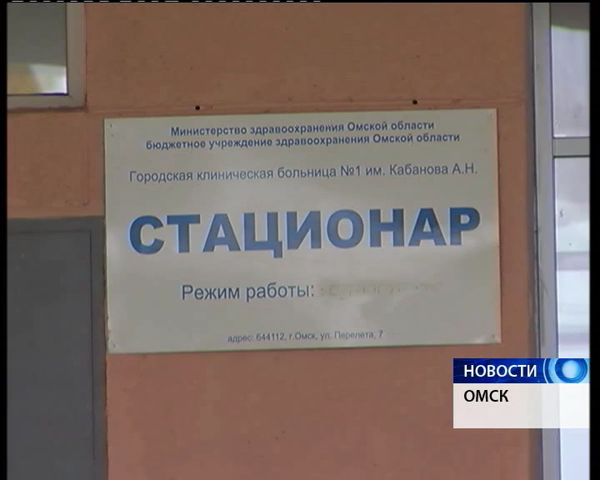 Министерство здравоохранения Омской области
бюджетное учреждение здравоохранения Омской области
Городская клиническая больница №1 им. Кабанова А.Н.
СТАЦИОНАР
Режим работы:
адрес: 644112, г.Омск, ул. Перелета, 7
НОВОСТИ
ОМСК